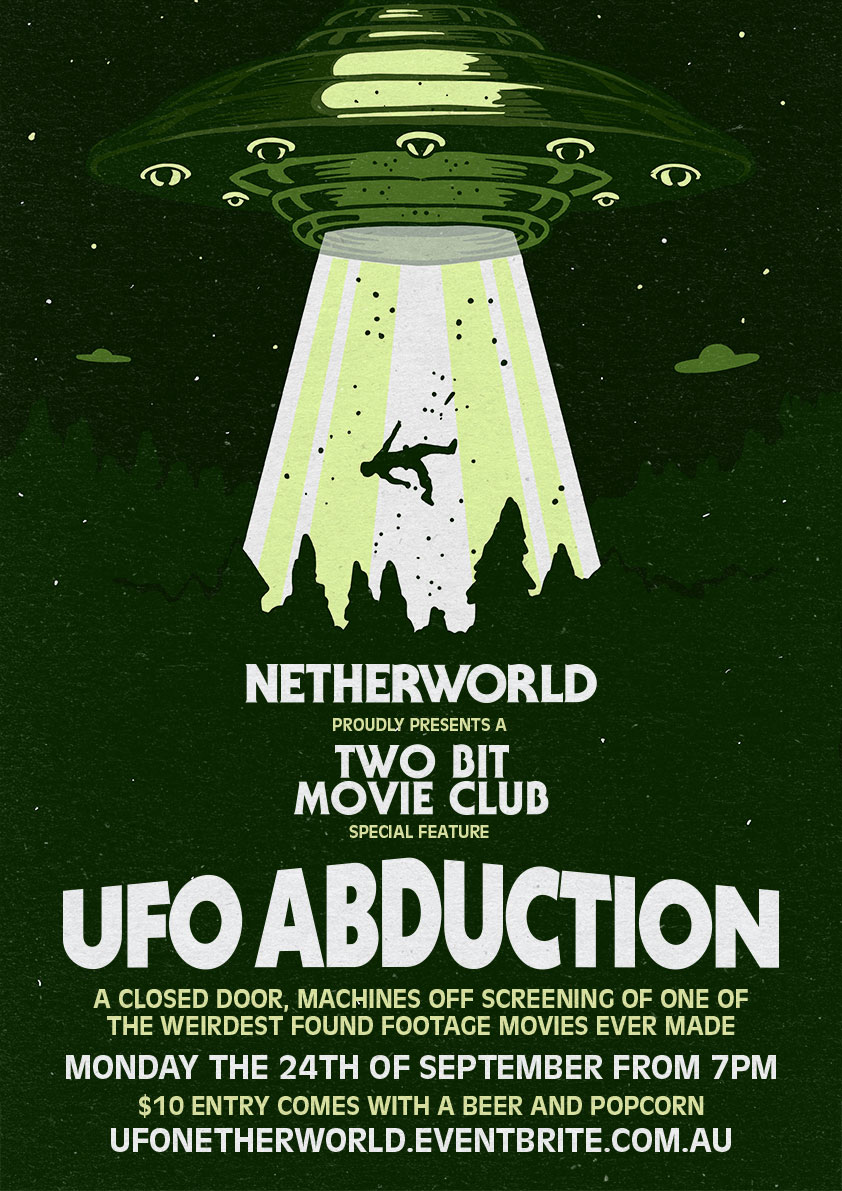 NETHERWORLD
PROUDLY PRESENTS A
TWO BIT
MOVIE CLUB
SPECIAL FEATURE
UFO ABDUCTION
A CLOSED DOOR, MACHINES OFF SCREENING OF ONE OF
THE WEIRDEST FOUND FOOTAGE MOVIES EVER MADE
MONDAY THE 24TH OF SEPTEMBER FROM 7PM
$10 ENTRY COMES WITH A BEER AND POPCORN
UFONETHERWORLD.EVENTBRITE.COM.AU